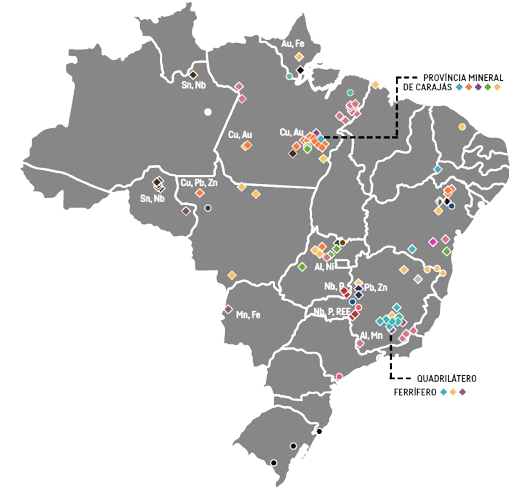 Au, Fe
PROVÍNCIA MINERAL
DE CARAJÁS
Sn, Nb
Cu, Au
Cu, Au
Cu, Pb, Zn
Sn, Nb
Al, Ni
Nb, P
Pb, Zn
Mn, Fe
Nb, P, REE
Al, Mn
QUADRILÁTERO
FERRÍFERO